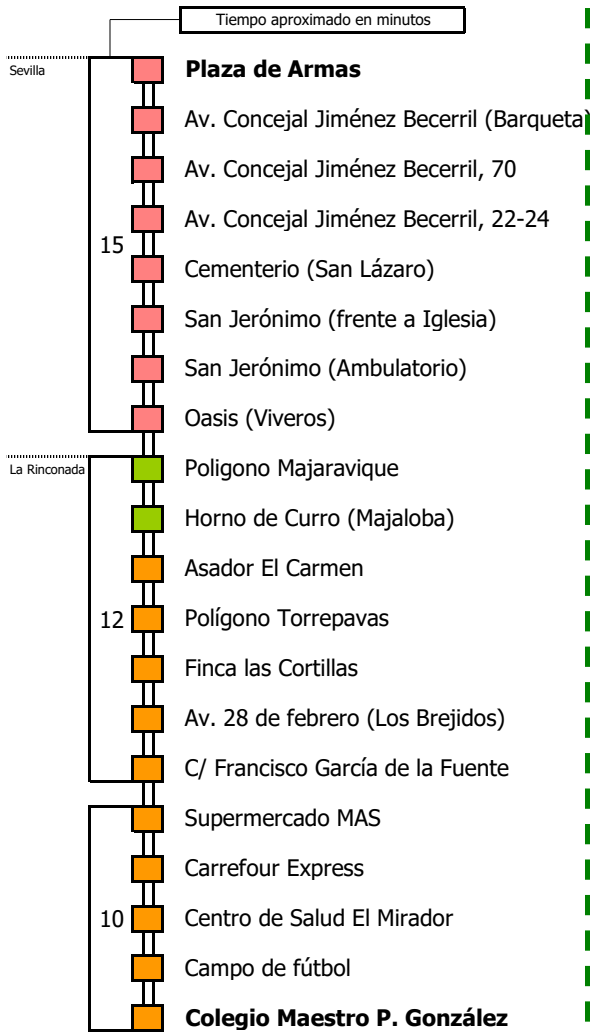 Tiempo aproximado en minutos
Sevilla
Plaza de Armas
Av. Concejal Jiménez Becerril (Barqueta)
Av. Concejal Jiménez Becerril, 70
Av. Concejal Jiménez Becerril, 22-24
15
Cementerio (San Lázaro)
San Jerónimo (frente a Iglesia)
San Jerónimo (Ambulatorio)
Oasis (Viveros)
La Rinconada
Poligono Majaravique
Horno de Curro (Majaloba)
Asador El Carmen
12
Polígono Torrepavas
Finca las Cortillas
Av. 28 de febrero (Los Brejidos)
C/ Francisco García de la Fuente
Supermercado MAS
Carrefour Express
10
Centro de Salud El Mirador
Campo de fútbol
Colegio Maestro P. González